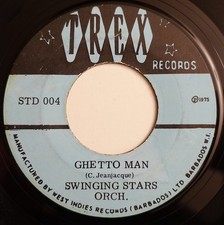 TREX
RECORDS
STD 004
℗1975
GHETTO MAN
(C. Jeanjacque)
SWINGING STARS
ORCH.
MANUFACTURED BY WEST INDIES RECORDS (BARBADOS) LTD. BARBADOS W.I.